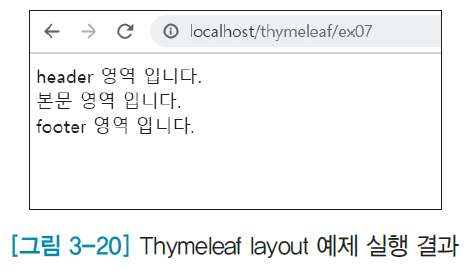 localhost/thymeleaf/ex07
header 영역 입니다.
본문 영역 입니다.
footer 영역 입니다.
[그림 3-20] Thymeleaf layout 예제 실행 결과